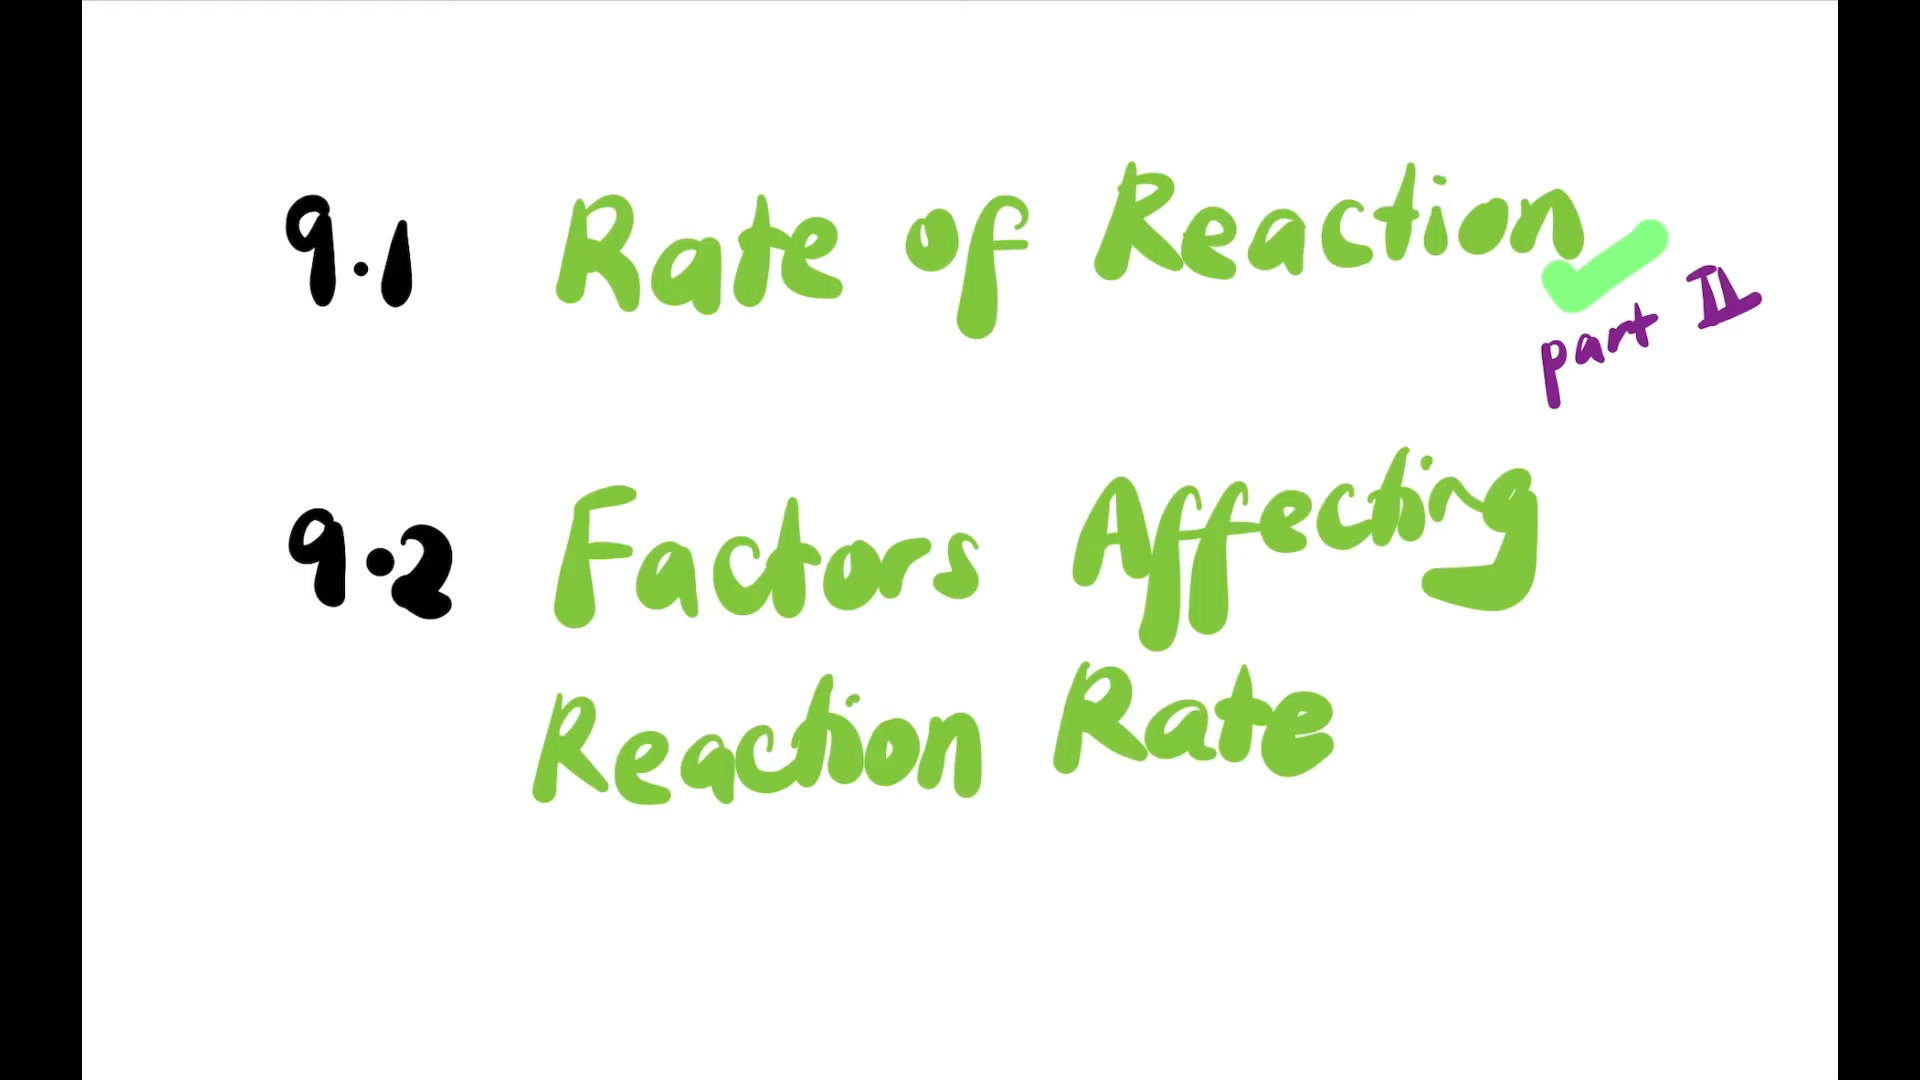 9.1 Rate of Reaction
part II
9.2 Factors Affecting
Reaction Rate